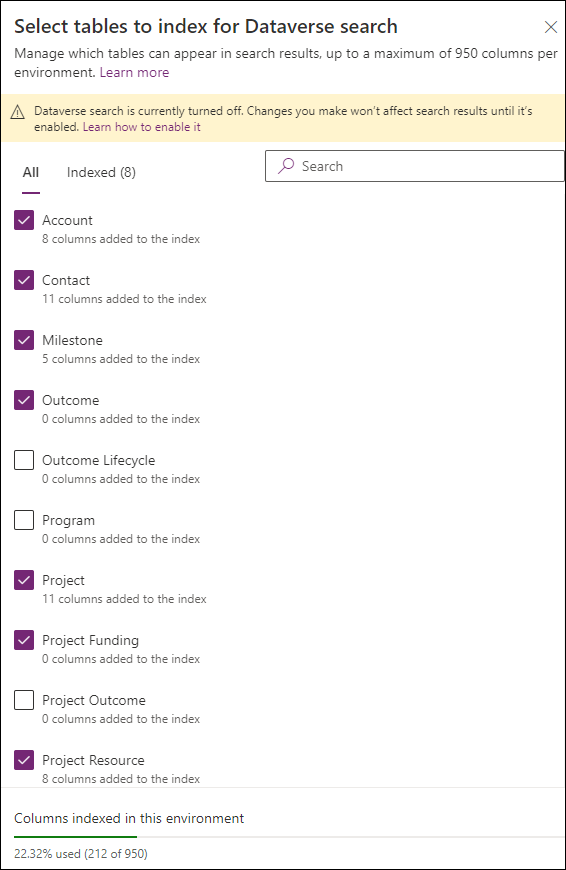 Select tables to index for Dataverse search
Manage which tables can appear in search results, up to a maximum of 950 columns per
environment. Learn more
Dataverse search is currently turned off. Changes you make won't affect search results until it's
enabled. Learn how to enable it
All
Indexed (8)
Search
Account
8 columns added to the index
Contact
11 columns added to the index
Milestone
5 columns added to the index
Outcome
0 columns added to the index
Outcome Lifecycle
0 columns added to the index
Program
0 columns added to the index
Project
11 columns added to the index
Project Funding
0 columns added to the index
Project Outcome
0 columns added to the index
Project Resource
8 columns added to the index
Columns indexed in this environment
22.32% used (212 of 950)